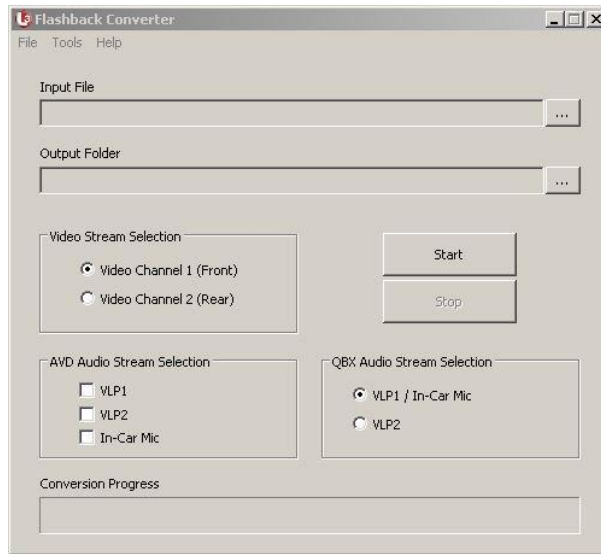 Flashback Converter
File Tools Help
Input File
...
Output Folder
...
Video Stream Selection
Video Channel 1 (Front)
Video Channel 2 (Rear)
Start
Stop
AVD Audio Stream Selection
VLP1
VLP2
In-Car Mic
QBX Audio Stream Selection
VLP1 / In-Car Mic
VLP2
Conversion Progress